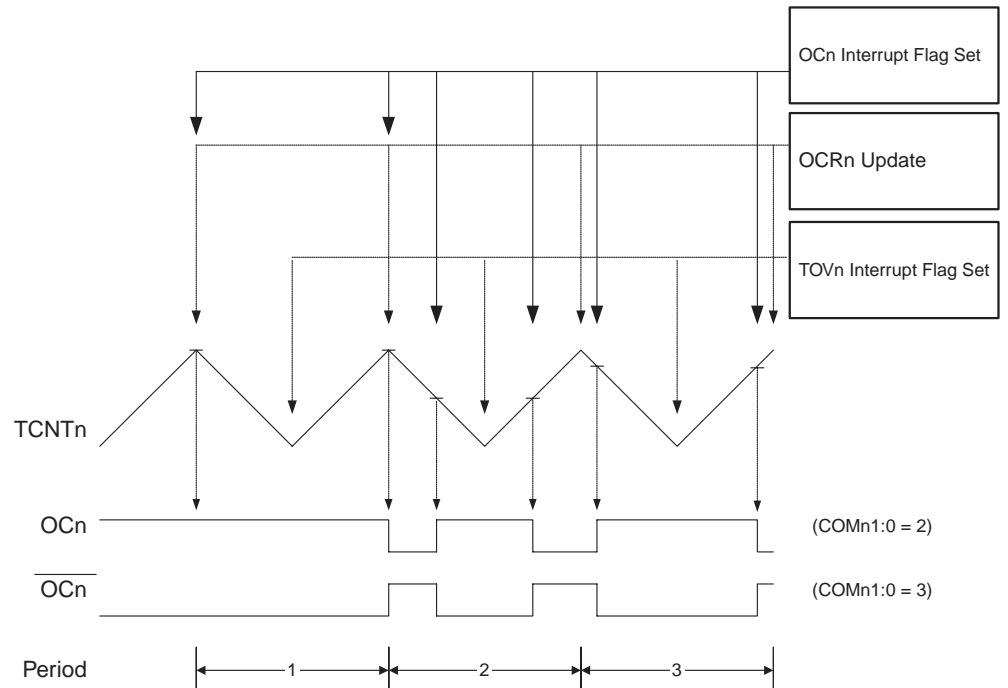 OCn Interrupt Flag Set
OCRn Update
TOVn Interrupt Flag Set
TCNTn
OCn
(COMn1:0 = 2)
OCn
(COMn1:0 = 3)
Period
1
2
3